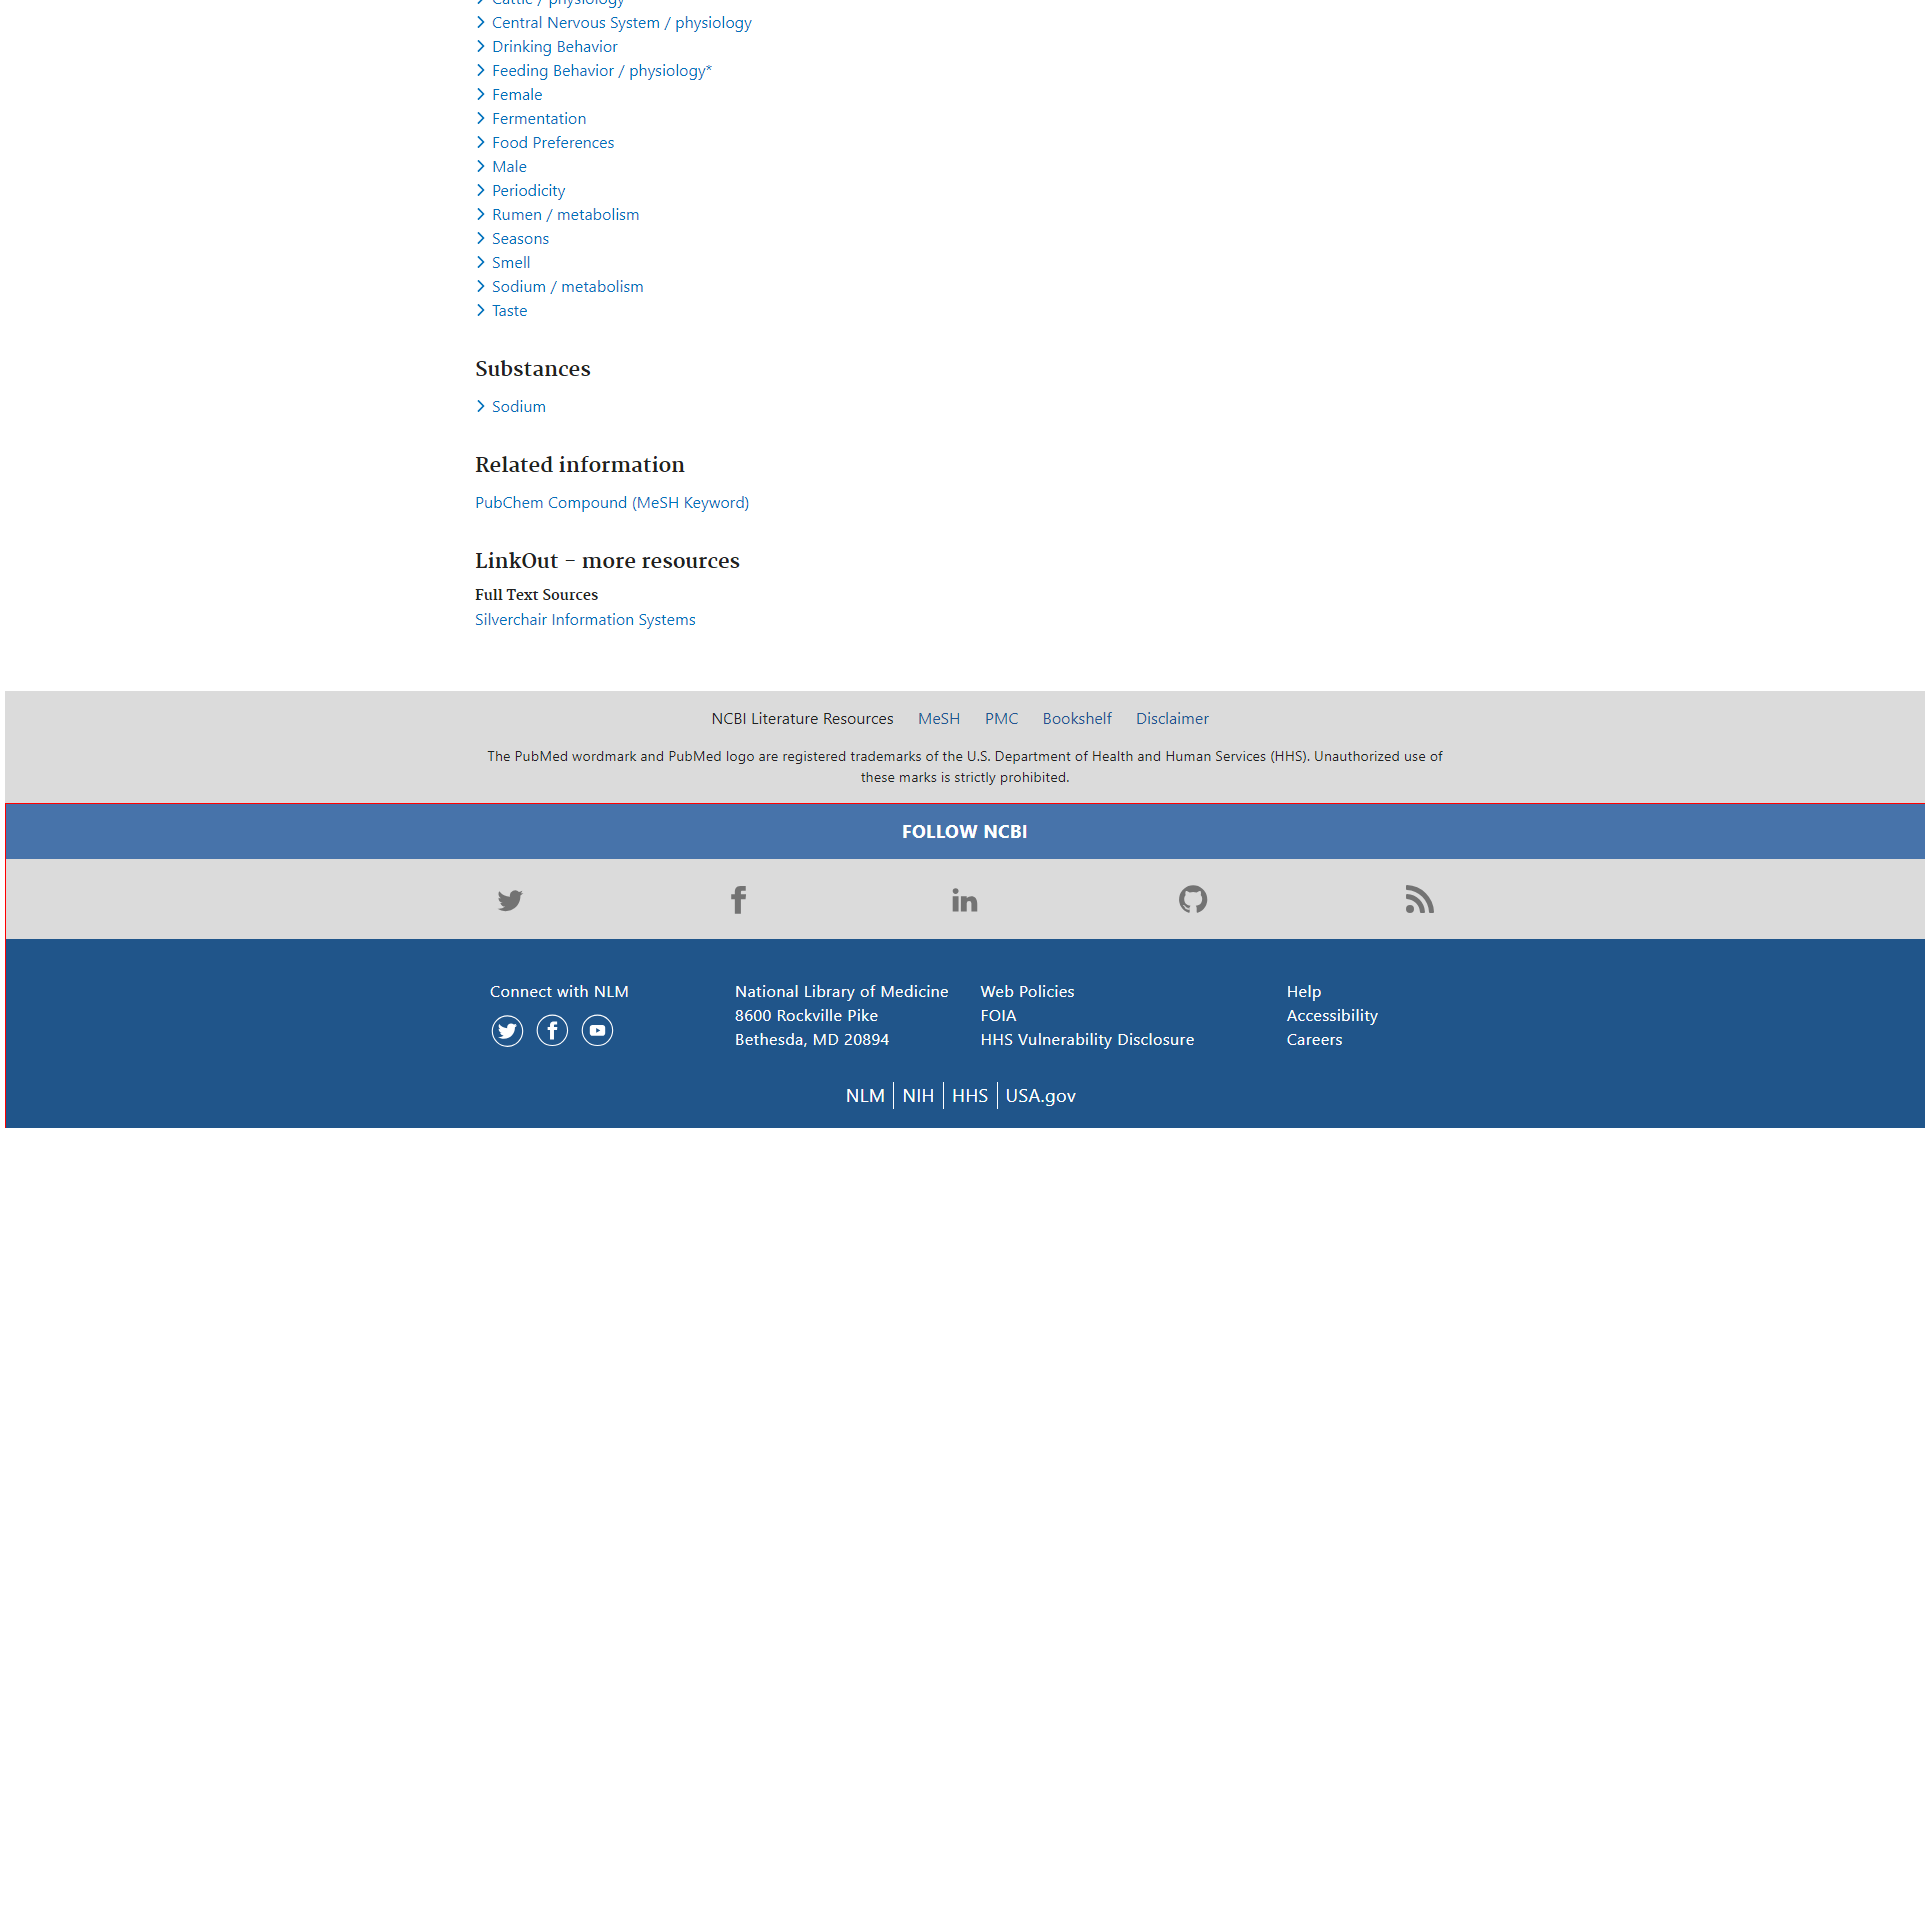 Cattle / physiology
Central Nervous System / physiology
Drinking Behavior
Feeding Behavior / physiology*
Female
Fermentation
Food Preferences
Male
Periodicity
Rumen / metabolism
Seasons
Smell
Sodium / metabolism
Taste
Substances
Sodium
Related information
PubChem Compound (MeSH Keyword)
LinkOut - more resources
Full Text Sources
Silverchair Information Systems
NCBI Literature Resources MeSH PMC Bookshelf Disclaimer
The PubMed wordmark and PubMed logo are registered trademarks of the U.S. Department of Health and Human Services (HHS). Unauthorized use of
these marks is strictly prohibited.
FOLLOW NCBI
Connect with NLM
National Library of Medicine
8600 Rockville Pike
Bethesda, MD 20894
Web Policies
FOIA
HHS Vulnerability Disclosure
Help
Accessibility
Careers
NLM NIH HHS USA.gov